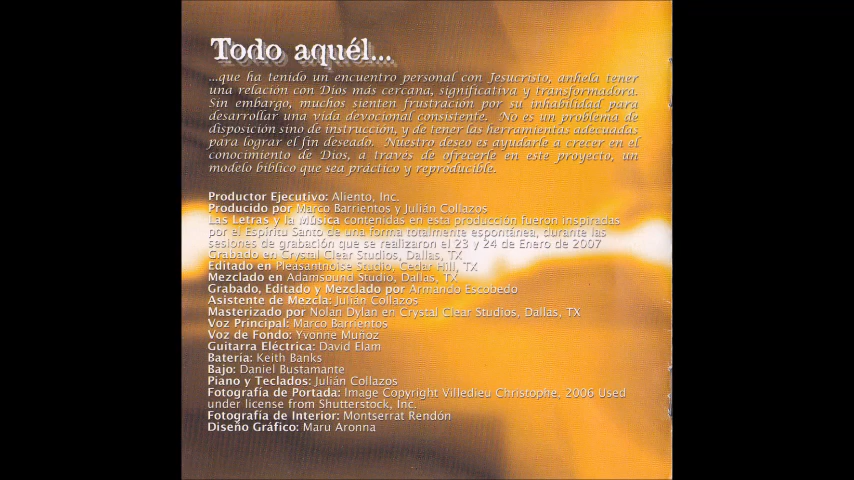 Todo aquél...
...que ha tenido un encuentro personal con Jesucristo, anhela tener
una relación con Dios más cercana, significativa y transformadora.
Sin embargo, muchos sienten frustración por su inhabilidad para
desarrollar una vida devocional consistente.  No es un problema de
disposición sino de instrucción, y de tener las herramientas adecuadas
para lograr el fin deseado.  Nuestro deseo es ayudarle a crecer en el
conocimiento de Dios, a traves de ofrecerle en este proyecto, un
modelo bíblico que sea práctico y reproducible.
Productor Ejecutivo: Aliento, Inc.
Producido por Marco Barrientos y Julián Collazos
Las Letras y la Música contenidas en esta producción fueron inspiradas
por el Espíritu Santo de una forma totalmente espontánea, durante las
sesiones de grabación que se realizaron el 23 y 24 de Enero de 2007
Grabado en Crystal Clear Studios, Dallas, TX
Editado en Pleasantnoise Studio, Cedar Hill, TX
Mezclado en Adamsound Studio, Dallas, TX
Grabado, Editado y Mezclado por Armando Escobedo
Asistente de Mezcla: Julián Collazos
Masterizado por Nolan Dylan en Crystal Clear Studios, Dallas, TX
Voz Principal: Marco Barrientos
Voz de Fondo: Yvonne Muñoz
Guitarra Eléctrica: David Elam
Batería: Keith Banks
Bajo: Daniel Bustamante
Piano y Teclados: Julián Collazos
Fotografía de Portada: Image Copyright Villedieu Christophe, 2006 Used
under license from Shutterstock, Inc.
Fotografía de Interior: Montserrat Rendón
Diseño Gráfico: Maru Aronna